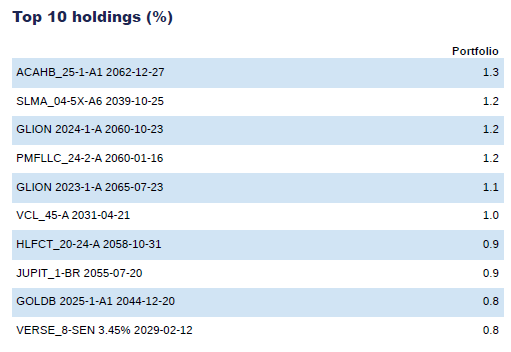 Top 10 holdings (%)
Portfolio
ACAHB_25-1-A1 2062-12-27 1.3
SLMA_04-5X-A6 2039-10-25 1.2
GLION 2024-1-A 2060-10-23 1.2
PMFLLC_24-2-A 2060-01-16 1.2
GLION 2023-1-A 2065-07-23 1.1
VCL_45-A 2031-04-21 1.0
HLFCT_20-24-A 2058-10-31 0.9
JUPIT_1-BR 2055-07-20 0.9
GOLDB 2025-1-A1 2044-12-20 0.8
VERSE_8-SEN 3.45% 2029-02-12 0.8